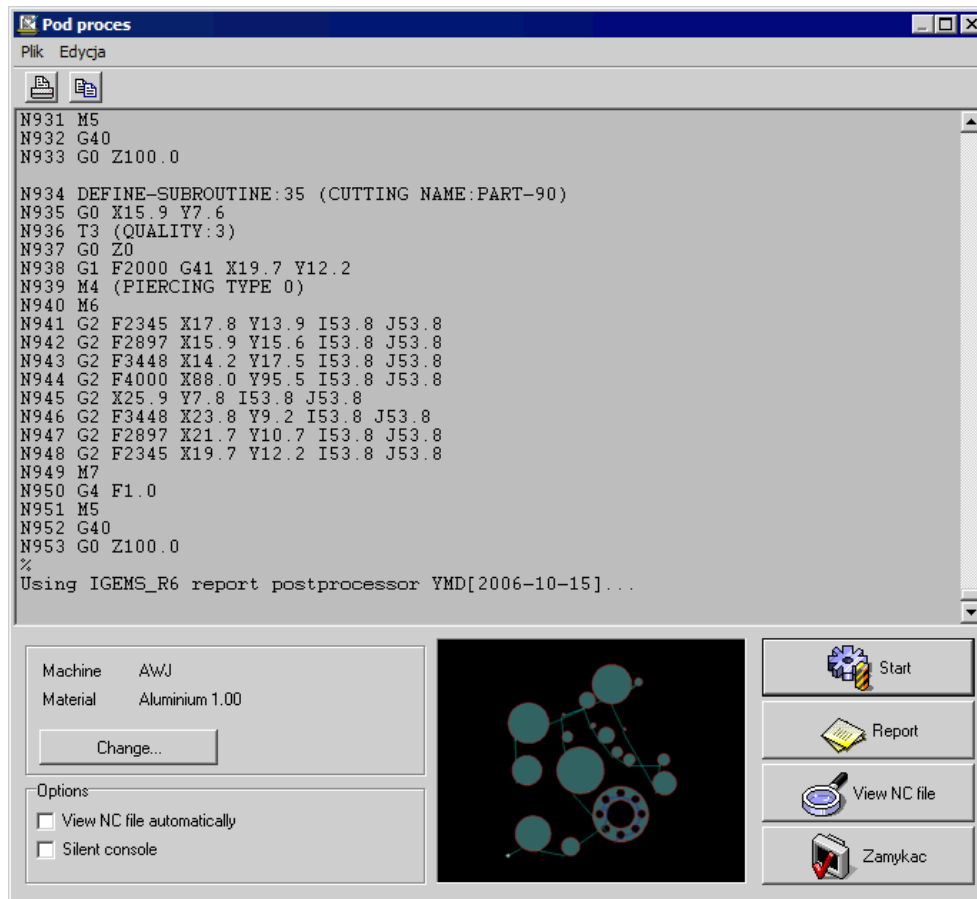 Pod proces
Plik Edycja
N931 M5
N932 G40
N933 G0 Z100.0
N934 DEFINE-SUBROUTINE:35 (CUTTING NAME:PART-90)
N935 G0 X15.9 Y7.6
N936 T3 (QUALITY:3)
N937 G0 Z0
N938 G1 F2000 G41 X19.7 Y12.2
N939 M4 (PIERCING TYPE 0)
N940 M6
N941 G2 F2345 X17.8 Y13.9 I53.8 J53.8
N942 G2 F2897 X15.9 Y15.6 I53.8 J53.8
N943 G2 F3448 X14.2 Y17.5 I53.8 J53.8
N944 G2 F4000 X88.0 Y95.5 I53.8 J53.8
N945 G2 X25.9 Y7.8 I53.8 J53.8
N946 G2 F3448 X23.8 Y9.2 I53.8 J53.8
N947 G2 F2897 X21.7 Y10.7 I53.8 J53.8
N948 G2 F2345 X19.7 Y12.2 I53.8 J53.8
N949 M7
N950 G4 F1.0
N951 M5
N952 G40
N953 G0 Z100.0
%
Using IGEMS_R6 report postprocessor YMD[2006-10-15]...
Machine AWJ
Material Aluminium 1.00
Change...
Options
View NC file automatically
Silent console
Start
Report
View NC file
Zamykac